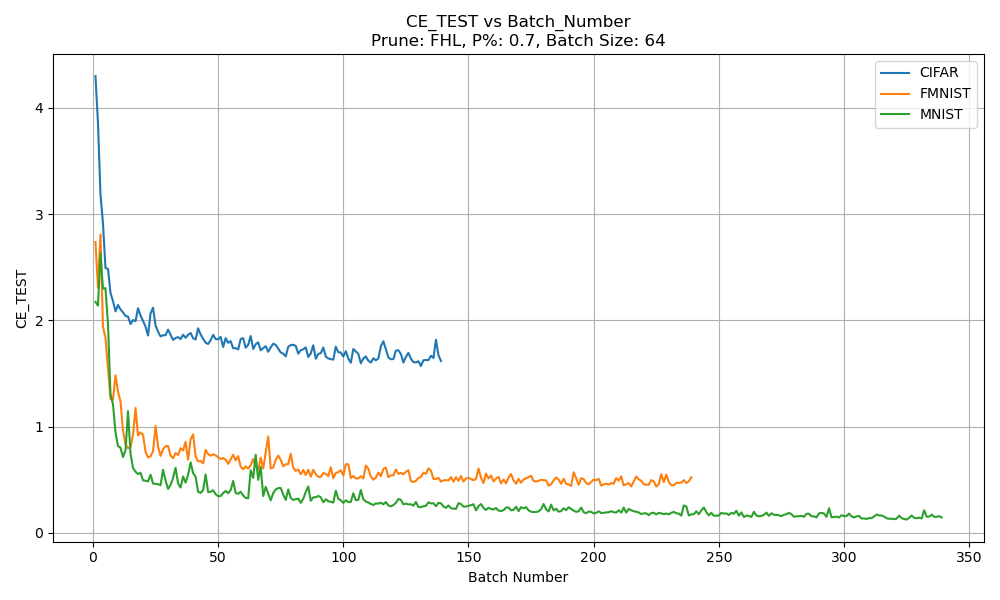 CE_TEST vs Batch_Number
Prune: FHL, P%: 0.7, Batch Size: 64
CIFAR
FMNIST
MNIST
CE_TEST
4
3
2
1
0
0
50
100
150
200
250
300
350
Batch Number